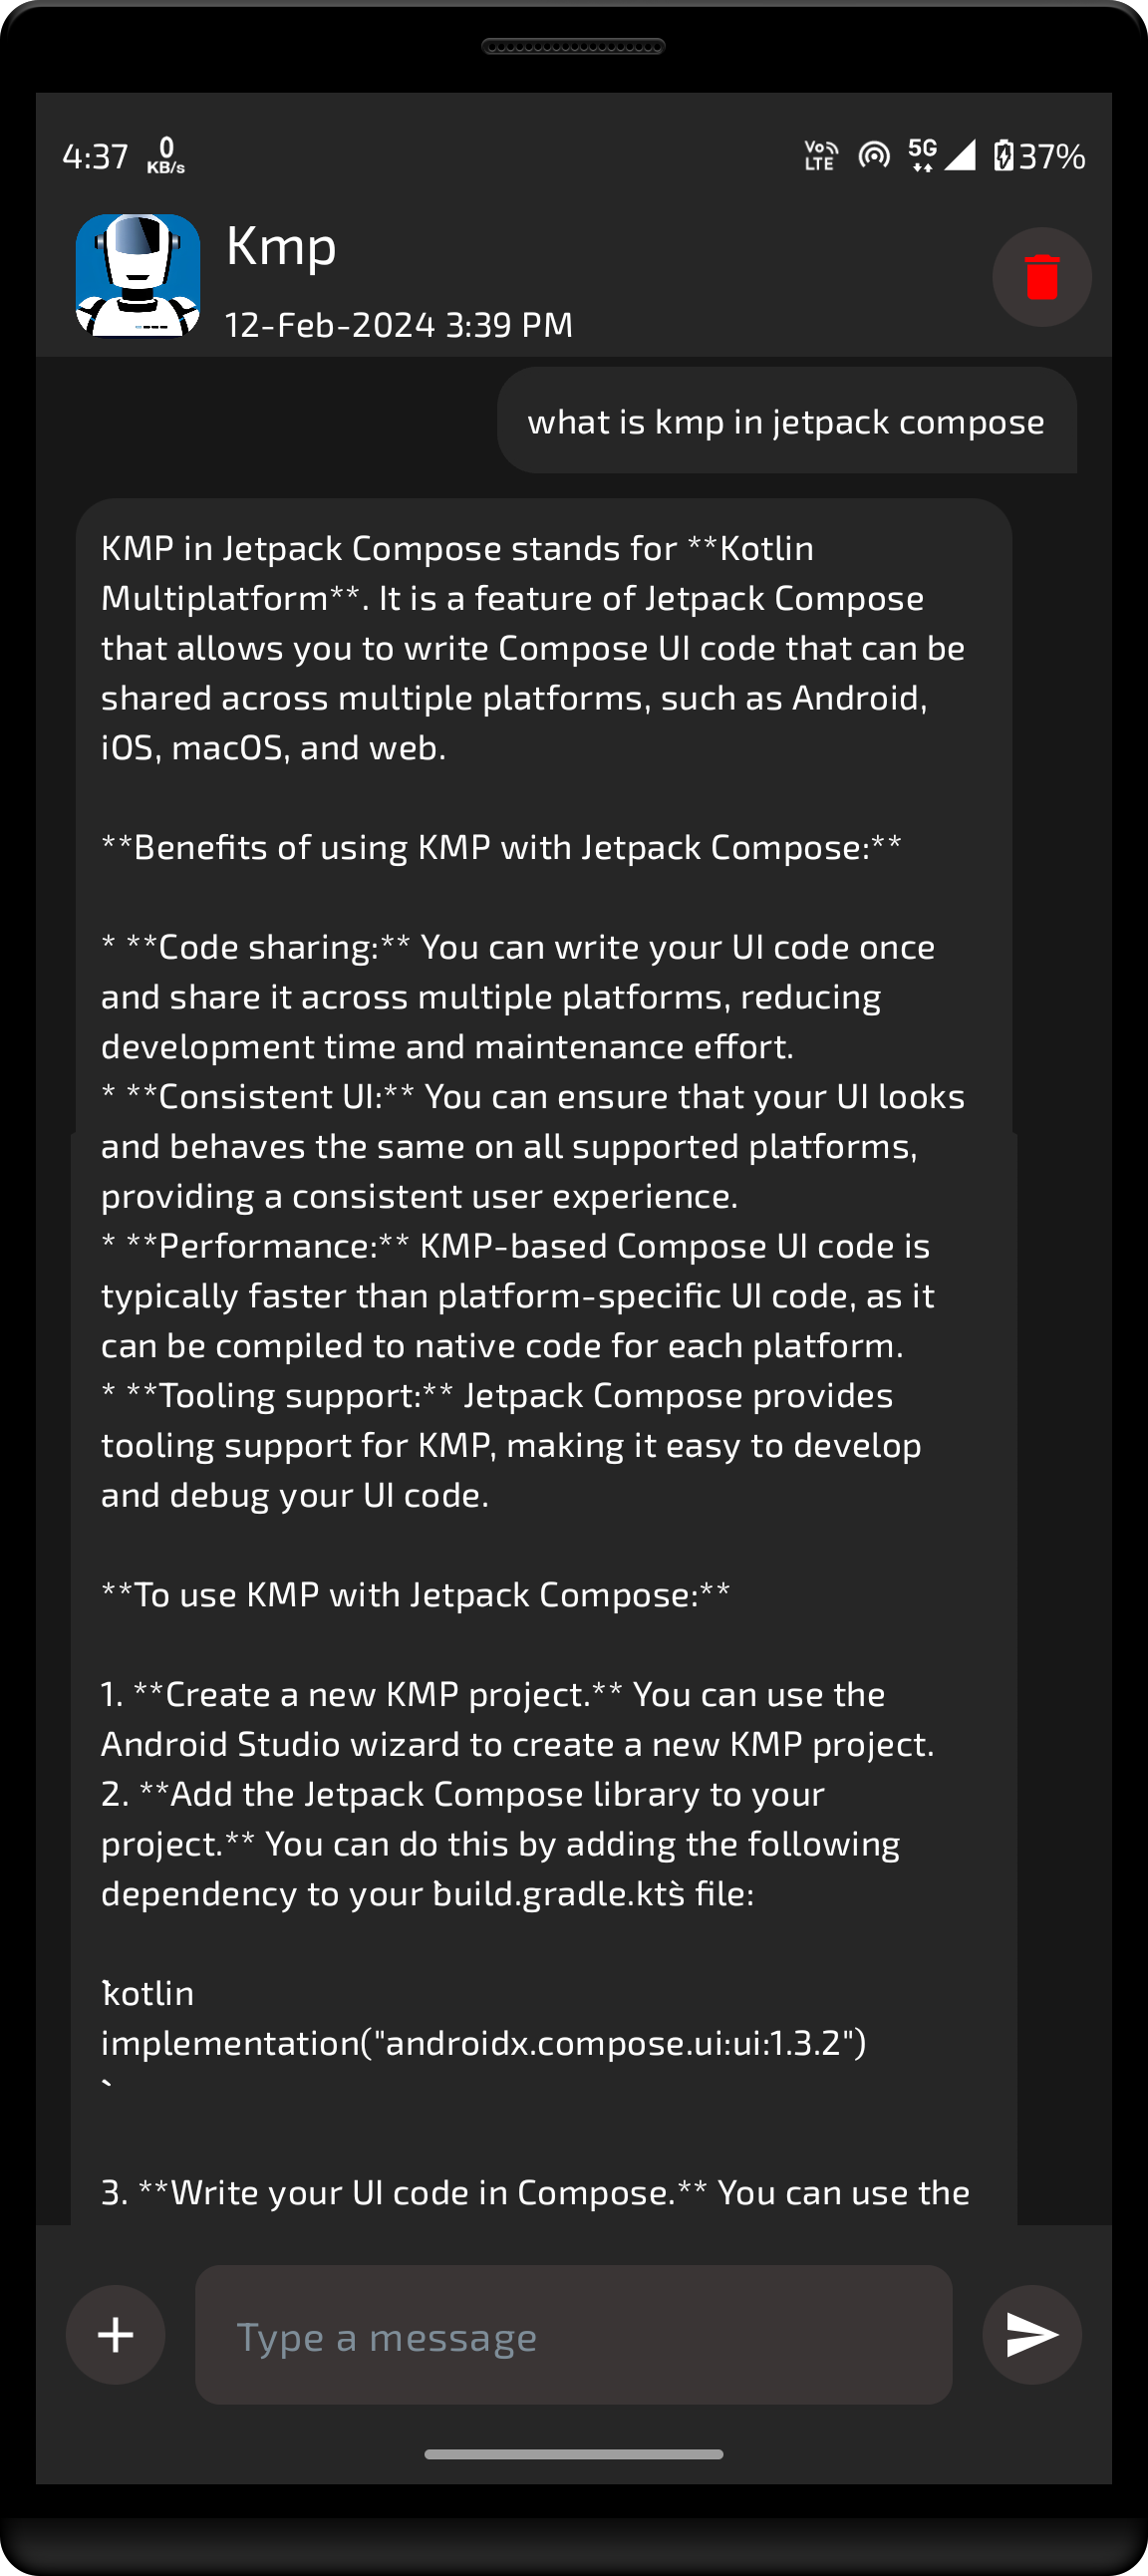 4:37 0 KB/s Vo LTE 5G 37%
Kmp
12-Feb-2024 3:39 PM
what is kmp in jetpack compose
KMP in Jetpack Compose stands for **Kotlin
Multiplatform**. It is a feature of Jetpack Compose
that allows you to write Compose UI code that can be
shared across multiple platforms, such as Android,
iOS, macOS, and web.
**Benefits of using KMP with Jetpack Compose:**
* **Code sharing:** You can write your UI code once
and share it across multiple platforms, reducing
development time and maintenance effort.
* **Consistent UI:** You can ensure that your UI looks
and behaves the same on all supported platforms,
providing a consistent user experience.
* **Performance:** KMP-based Compose UI code is
typically faster than platform-specific UI code, as it
can be compiled to native code for each platform.
* **Tooling support:** Jetpack Compose provides
tooling support for KMP, making it easy to develop
and debug your UI code.
**To use KMP with Jetpack Compose:**
1. **Create a new KMP project.** You can use the
Android Studio wizard to create a new KMP project.
2. **Add the Jetpack Compose library to your
project.** You can do this by adding the following
dependency to your `build.gradle.kts` file:
```kotlin
implementation("androidx.compose.ui:ui:1.3.2")
```
3. **Write your UI code in Compose.** You can use the
Type a message